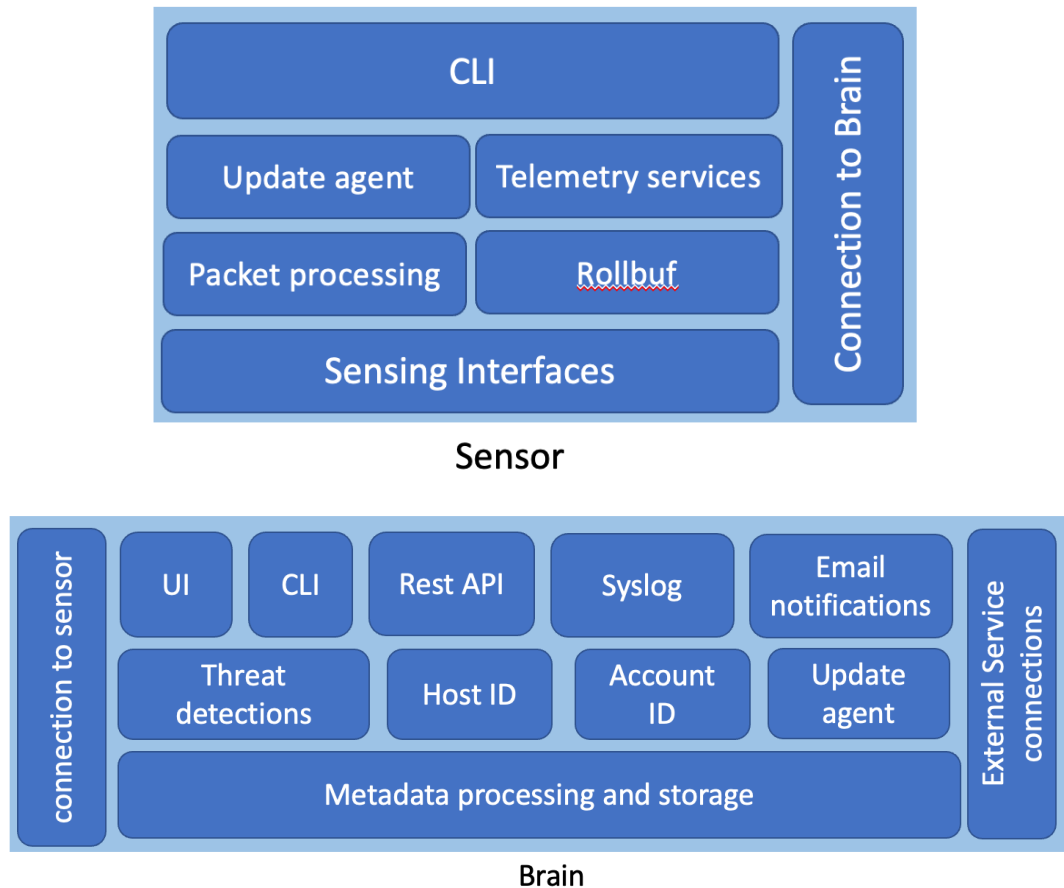 CLI
Connection to Brain
Update agent
Telemetry services
Packet processing
Rollbuf
Sensing Interfaces
Sensor
connection to sensor
UI
CLI
Rest API
Syslog
Email
notifications
External Service
connections
Threat
detections
Host ID
Account
ID
Update
agent
Metadata processing and storage
Brain